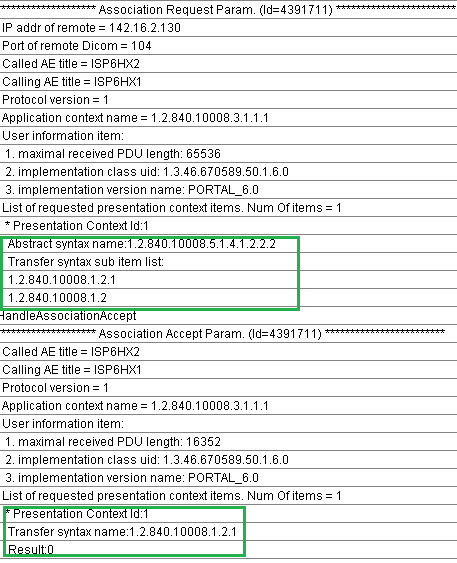 ******************* Association Request Param. (Id=4391711) ************************
IP addr of remote = 142.16.2.130
Port of remote Dicom = 104
Called AE title = ISP6HX2
Calling AE title = ISP6HX1
Protocol version = 1
Application context name = 1.2.840.10008.3.1.1.1
User information item:
1. maximal received PDU length: 65536
2. implementation class uid: 1.3.46.670589.50.1.6.0
3. implementation version name: PORTAL_6.0
List of requested presentation context items. Num Of items = 1
* Presentation Context Id:1
Abstract syntax name:1.2.840.10008.5.1.4.1.2.2.2
Transfer syntax sub item list:
1.2.840.10008.1.2.1
1.2.840.10008.1.2
HandleAssociationAccept
******************* Association Accept Param. (Id=4391711) ************************
Called AE title = ISP6HX2
Calling AE title = ISP6HX1
Protocol version = 1
Application context name = 1.2.840.10008.3.1.1.1
User information item:
1. maximal received PDU length: 16352
2. implementation class uid: 1.3.46.670589.50.1.6.0
3. implementation version name: PORTAL_6.0
List of requested presentation context items. Num Of items = 1
* Presentation Context Id:1
Transfer syntax name:1.2.840.10008.1.2.1
Result:0